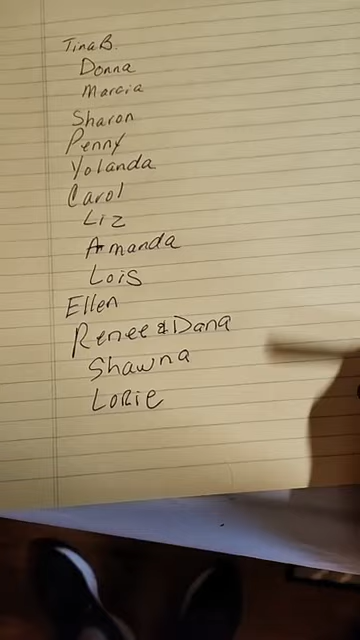 Tina B.
Donna
Marcia
Sharon
Penny
Yolanda
Carol
Liz
Amanda
Lois
Ellen
Renee & Dana
Shawna
Lorie